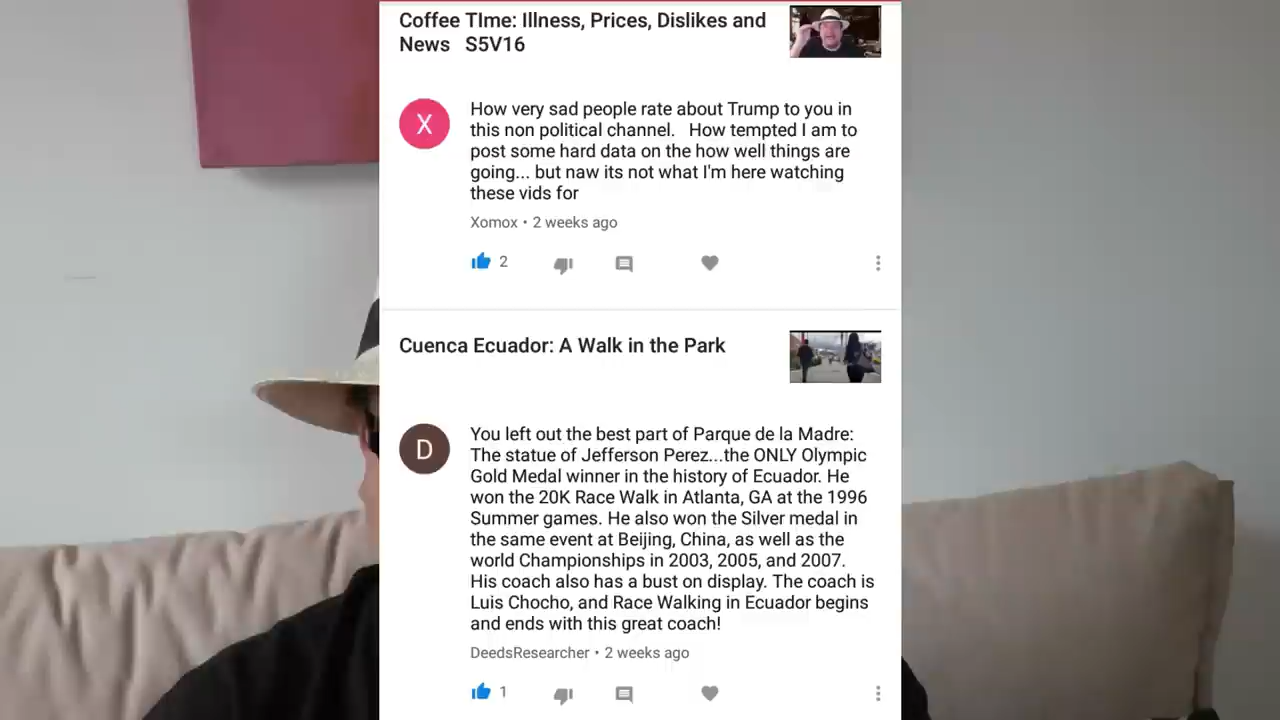 Coffee TIme: Illness, Prices, Dislikes and
News S5V16
X
How very sad people rate about Trump to you in
this non political channel. How tempted I am to
post some hard data on the how well things are
going... but naw its not what I'm here watching
these vids for
Xomox • 2 weeks ago
2
Cuenca Ecuador: A Walk in the Park
D
You left out the best part of Parque de la Madre:
The statue of Jefferson Perez...the ONLY Olympic
Gold Medal winner in the history of Ecuador. He
won the 20K Race Walk in Atlanta, GA at the 1996
Summer games. He also won the Silver medal in
the same event at Beijing, China, as well as the
world Championships in 2003, 2005, and 2007.
His coach also has a bust on display. The coach is
Luis Chocho, and Race Walking in Ecuador begins
and ends with this great coach!
DeedsResearcher • 2 weeks ago
1